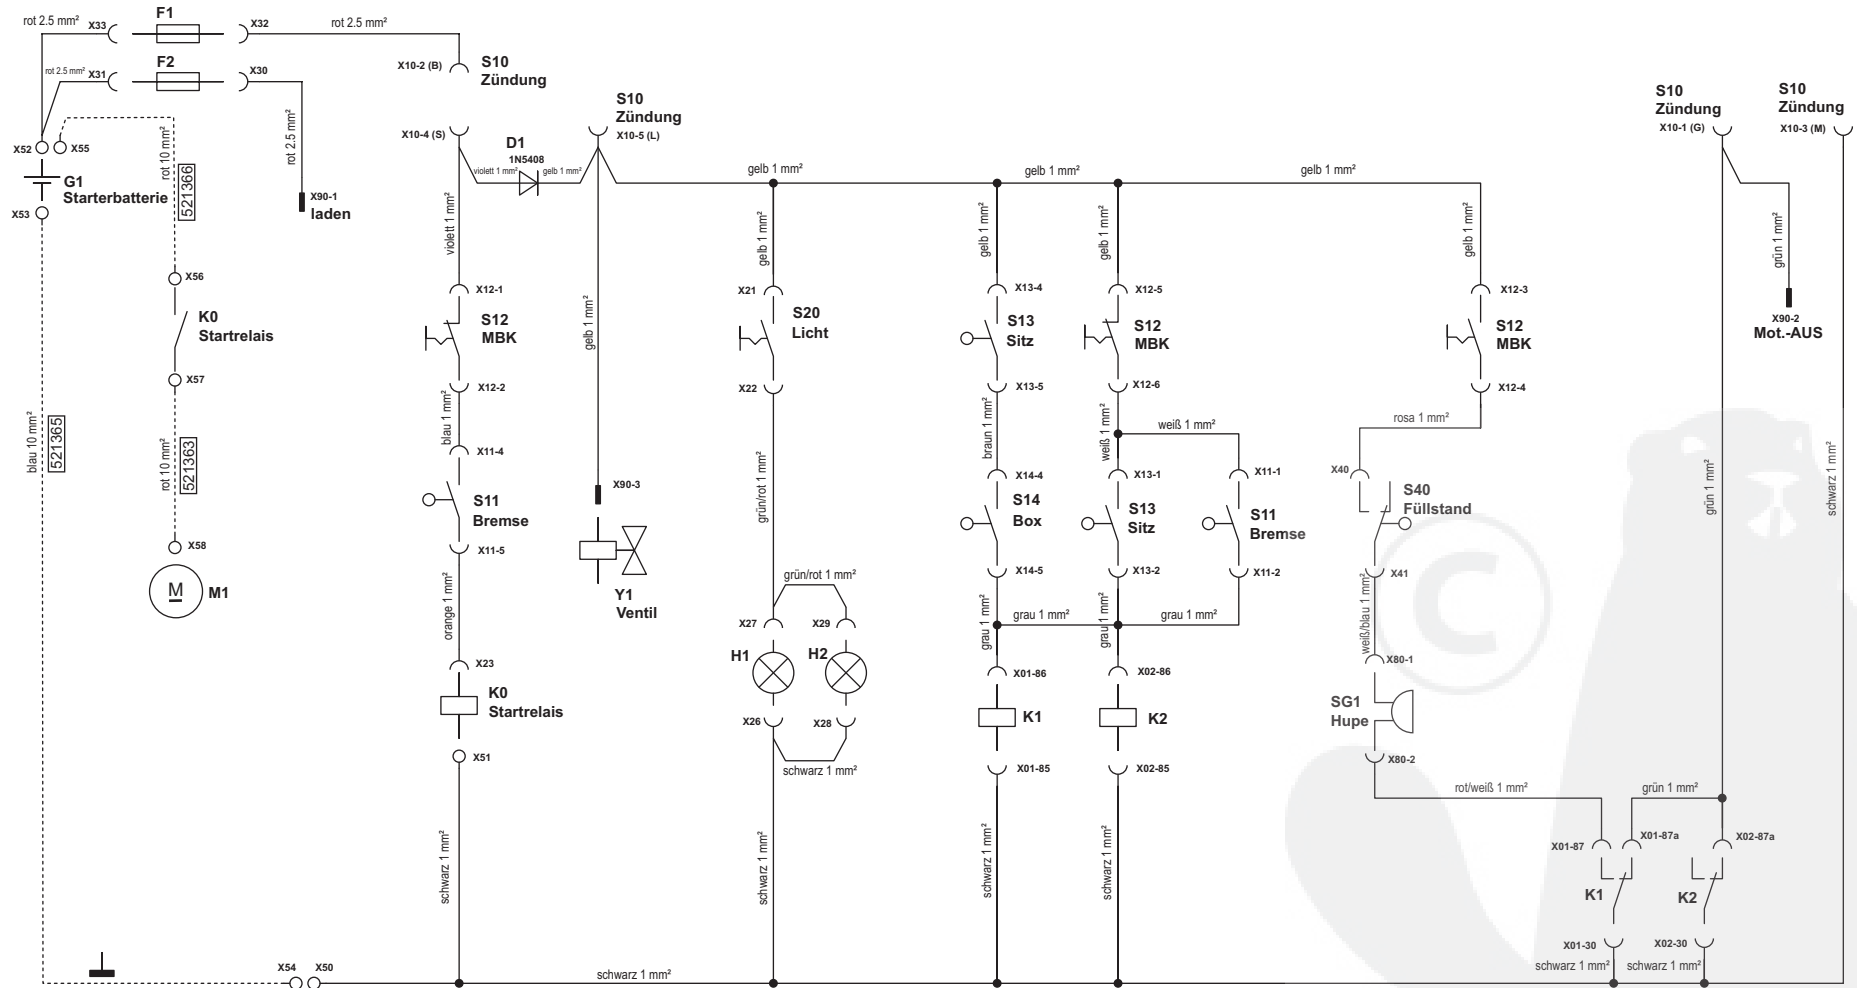 F1
rot 2.5 mm²
X33
X32
rot 2.5 mm²
F2
rot 2.5 mm²
X31
X30
X10-2 (B)
S10
Zündung
X10-4 (S)
S10
Zündung
X10-5 (L)
S10
Zündung
X10-1 (G)
S10
Zündung
X10-3 (M)
X52
X55
G1
Starterbatterie
X53
rot 10 mm²
521366
rot 2.5 mm²
X90-1
laden
D1
1N5408
violett 1 mm²
gelb 1 mm²
gelb 1 mm²
gelb 1 mm²
gelb 1 mm²
violett 1 mm²
gelb 1 mm²
gelb 1 mm²
gelb 1 mm²
gelb 1 mm²
grün 1 mm²
X90-2
Mot.-AUS
X56
K0
Startrelais
X57
X12-1
S12
MBK
X12-2
gelb 1 mm²
X21
S20
Licht
X22
X13-4
S13
Sitz
X13-5
X12-5
S12
MBK
X12-6
X12-3
S12
MBK
X12-4
blau 10 mm²
521365
rot 10 mm²
521363
X58
M
M1
blau 1 mm²
X11-4
S11
Bremse
X11-5
orange 1 mm²
X90-3
Y1
Ventil
grün/rot 1 mm²
braun 1 mm²
X14-4
S14
Box
X14-5
weiß 1 mm²
weiß 1 mm²
X13-1
S13
Sitz
X13-2
X11-1
S11
Bremse
X11-2
rosa 1 mm²
X40
S40
Füllstand
X41
grün 1 mm²
schwarz 1 mm²
grün/rot 1 mm²
X27
X29
H1
H2
X26
X28
schwarz 1 mm²
grau 1 mm²
grau 1 mm²
grau 1 mm²
grau 1 mm²
weiß/blau 1 mm²
X23
K0
Startrelais
X51
X01-86
K1
X01-85
X02-86
K2
X02-85
X80-1
SG1
Hupe
X80-2
rot/weiß 1 mm²
grün 1 mm²
X01-87
X01-87a
X02-87a
K1
K2
X01-30
X02-30
schwarz 1 mm²
schwarz 1 mm²
schwarz 1 mm²
schwarz 1 mm²
schwarz 1 mm²
schwarz 1 mm²
X54
X50
schwarz 1 mm²
©